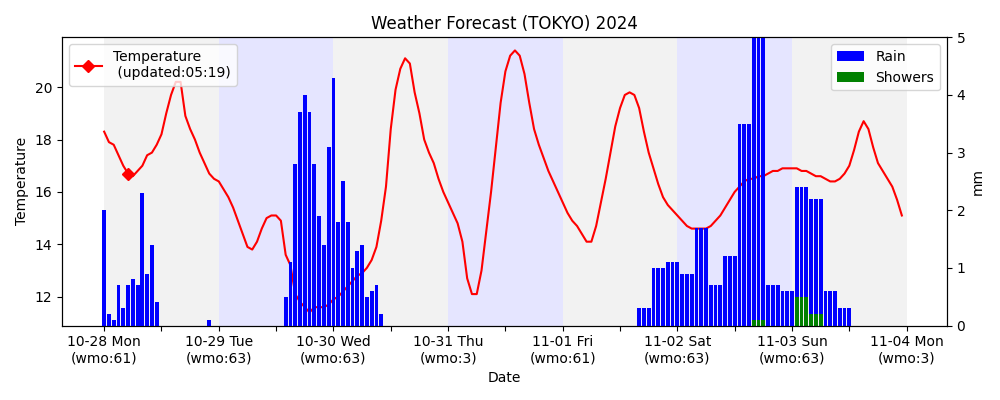 Weather Forecast (TOKYO) 2024
Temperature
(updated:05:19)
Rain
Showers
Temperature
20
18
16
14
12
5
4
3
2
1
0
mm
10-28 Mon
(wmo:61)
10-29 Tue
(wmo:63)
10-30 Wed
(wmo:63)
10-31 Thu
(wmo:3)
11-01 Fri
(wmo:61)
11-02 Sat
(wmo:63)
11-03 Sun
(wmo:63)
11-04 Mon
(wmo:3)
Date